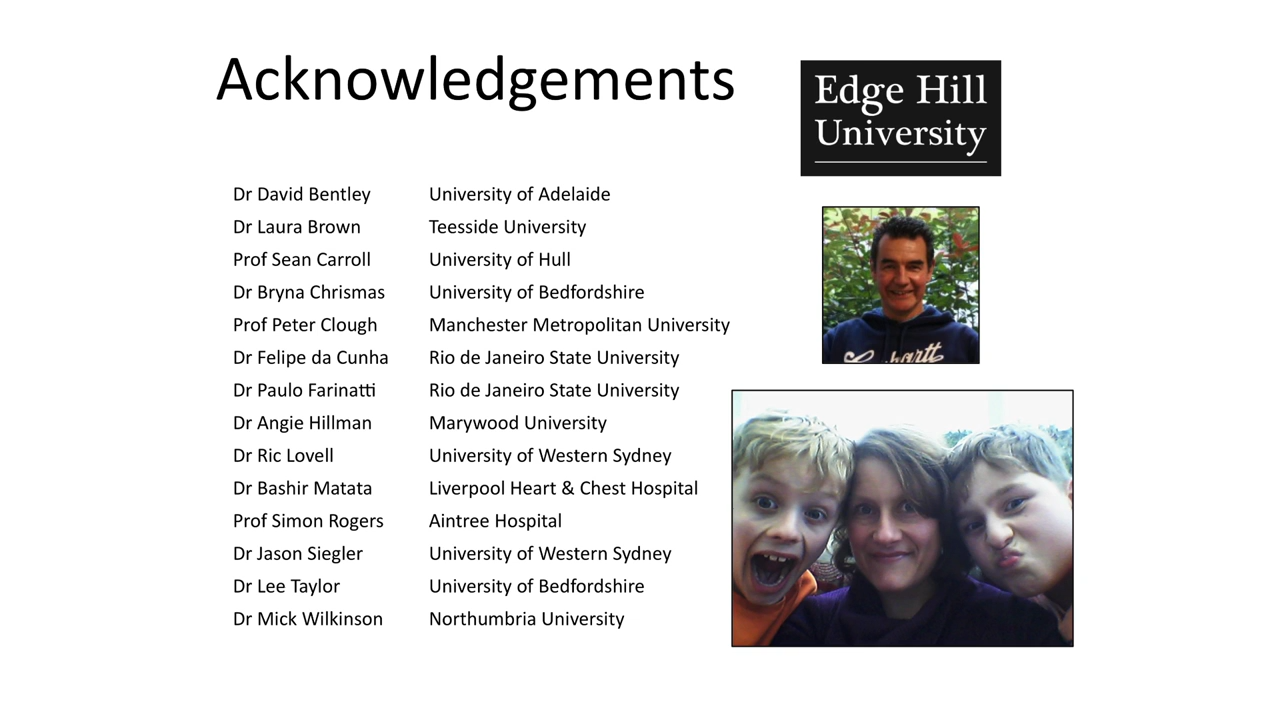 Acknowledgements
Edge Hill
University
Dr David Bentley University of Adelaide
Dr Laura Brown Teesside University
Prof Sean Carroll University of Hull
Dr Bryna Chrismas University of Bedfordshire
Prof Peter Clough Manchester Metropolitan University
Dr Felipe da Cunha Rio de Janeiro State University
Dr Paulo Farinatti Rio de Janeiro State University
Dr Angie Hillman Marywood University
Dr Ric Lovell University of Western Sydney
Dr Bashir Matata Liverpool Heart & Chest Hospital
Prof Simon Rogers Aintree Hospital
Dr Jason Siegler University of Western Sydney
Dr Lee Taylor University of Bedfordshire
Dr Mick Wilkinson Northumbria University